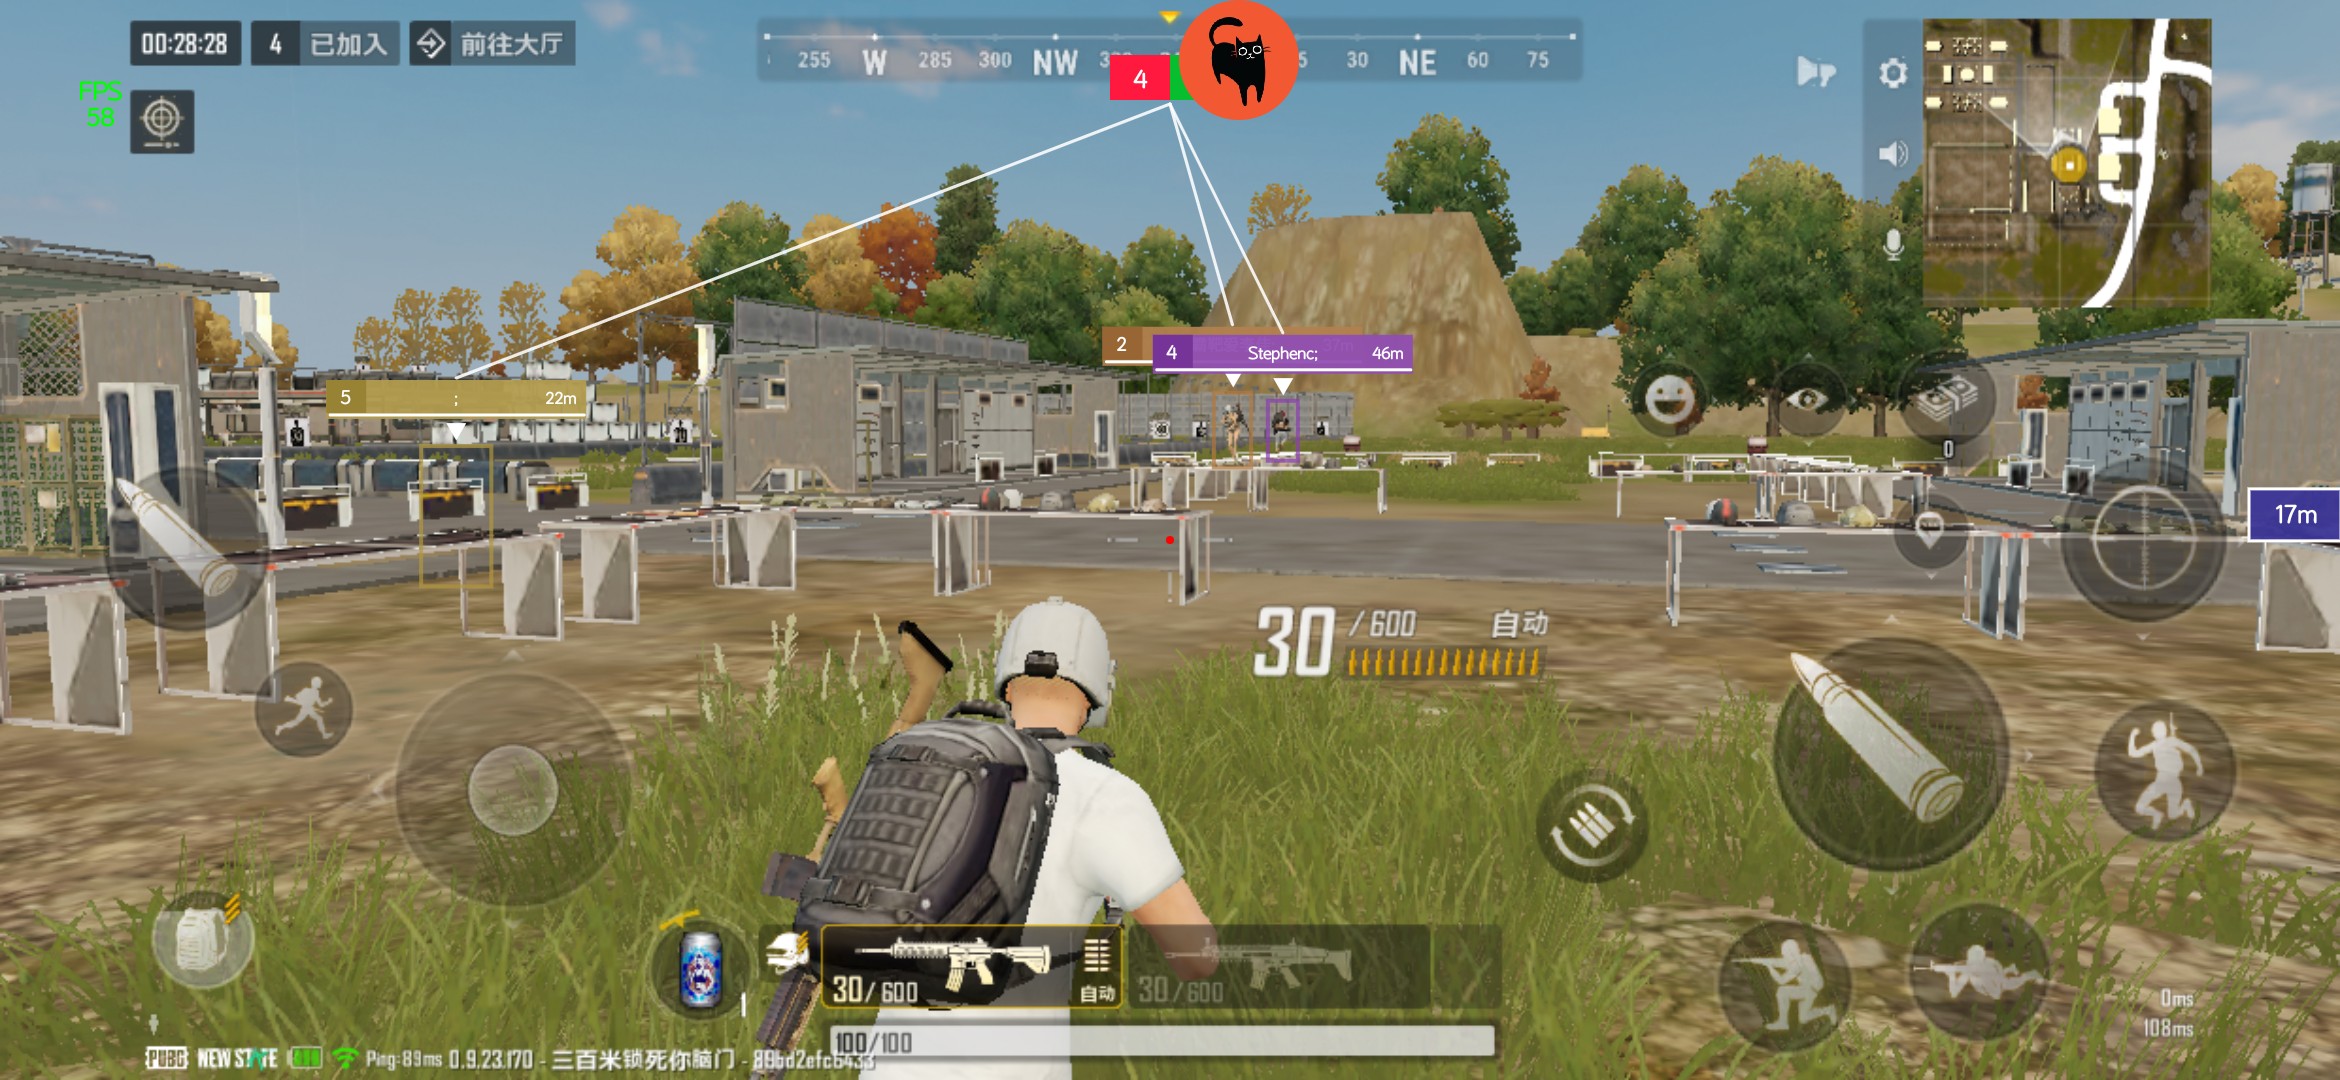 00:28:28 4 已加入 前往大厅
255 W 285 300 NW 30 NE 60 75
FPS
58
4
2
4 Stephenc; 46m
5 ; 22m
0
17m
30 / 600 自动
30 / 600 自动 30 / 600
1
100/100
0ms
108ms
PUBG NEW STATE Ping:89ms 0.9.23.170 - 三百米锁死你脑门 -